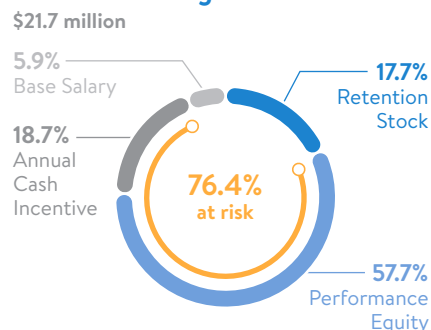 $21.7 million
5.9%
Base Salary
18.7%
Annual
Cash
Incentive
76.4%
at risk
17.7%
Retention
Stock
57.7%
Performance
Equity